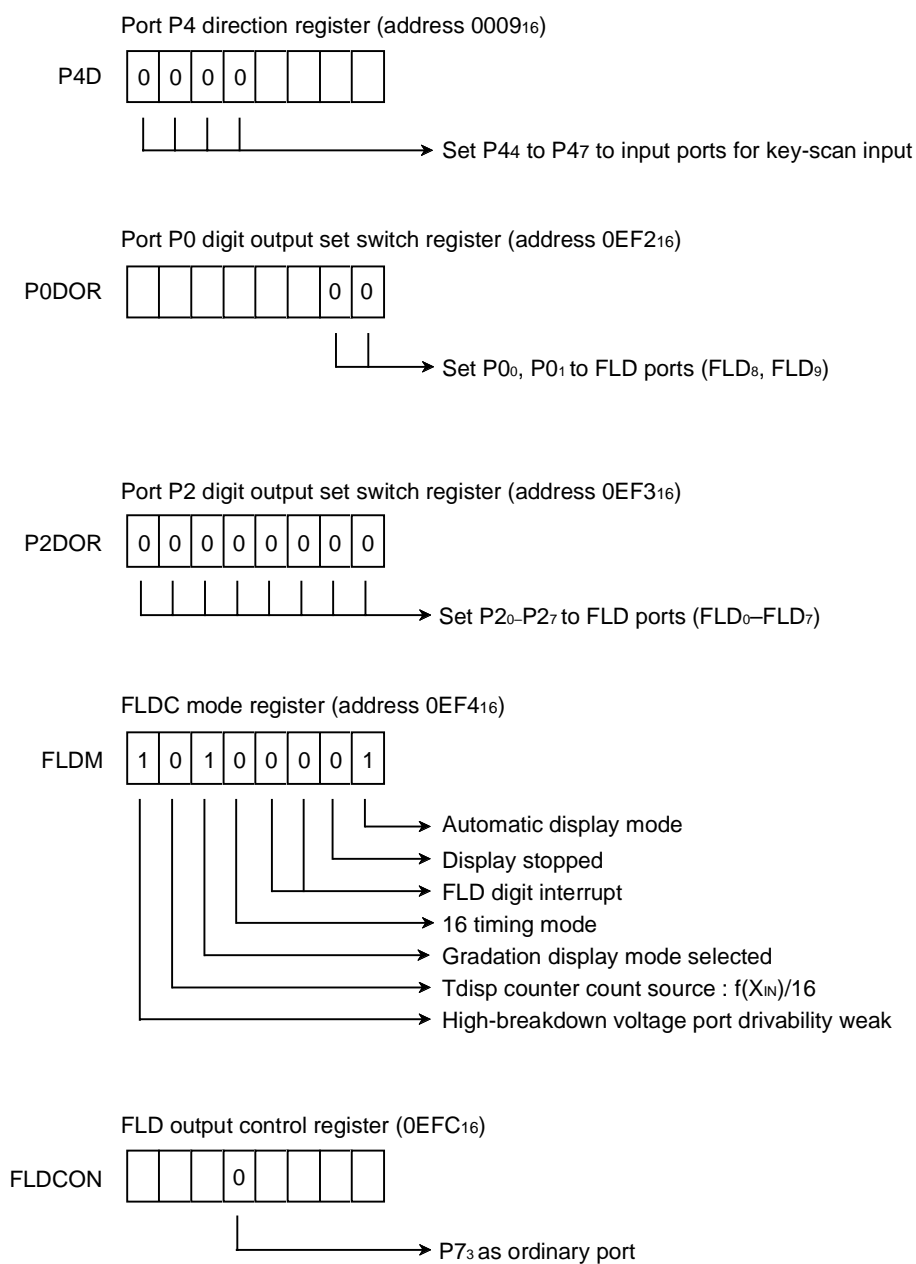 Port P4 direction register (address 0009₁₆)
P4D 0 0 0 0
Set P4₄ to P4₇ to input ports for key-scan input
Port P0 digit output set switch register (address 0EF2₁₆)
P0DOR 0 0
Set P0₀, P0₁ to FLD ports (FLD₈, FLD₉)
Port P2 digit output set switch register (address 0EF3₁₆)
P2DOR 0 0 0 0 0 0 0 0
Set P2₀–P2₇ to FLD ports (FLD₀–FLD₇)
FLDC mode register (address 0EF4₁₆)
FLDM 1 0 1 0 0 0 0 1
Automatic display mode
Display stopped
FLD digit interrupt
16 timing mode
Gradation display mode selected
Tdisp counter count source : f(X<sub>IN</sub>)/16
High-breakdown voltage port drivability weak
FLD output control register (0EFC₁₆)
FLDCON 0
P7₃ as ordinary port